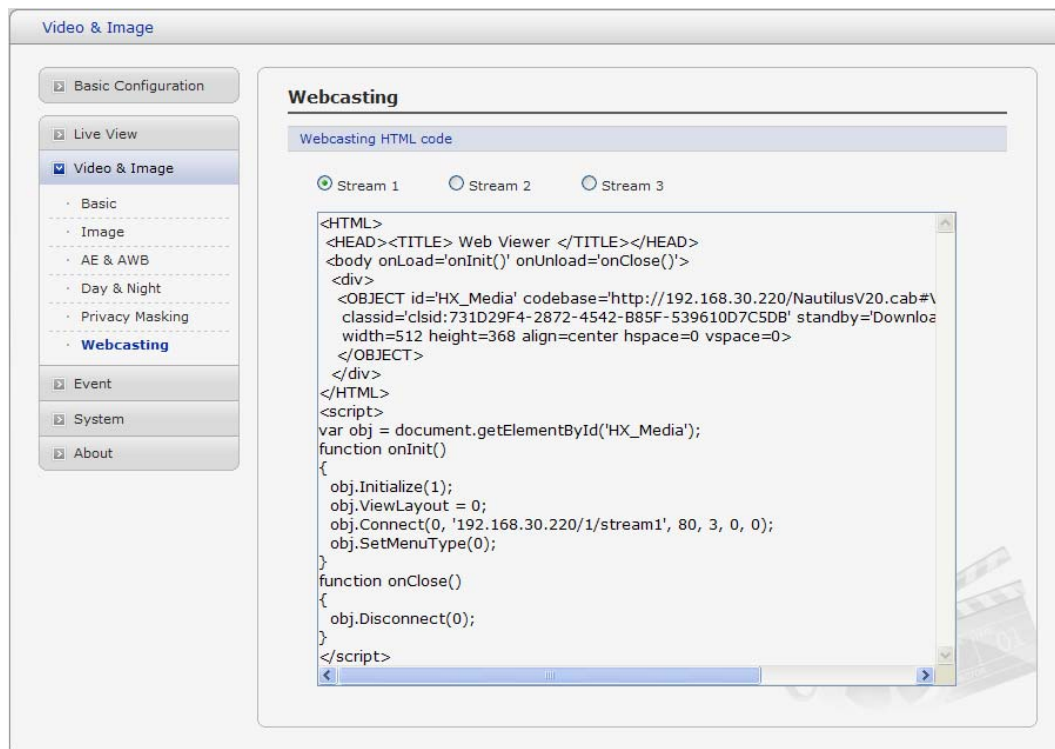 Video & Image
Basic Configuration
Live View
Video & Image
· Basic
· Image
· AE & AWB
· Day & Night
· Privacy Masking
· Webcasting
Event
System
About
Webcasting
Webcasting HTML code
Stream 1 Stream 2 Stream 3
<HTML>
<HEAD><TITLE> Web Viewer </TITLE></HEAD>
<body onLoad='onInit()' onUnload='onClose()'>
<div>
<OBJECT id='HX_Media' codebase='http://192.168.30.220/NautilusV20.cab#V
classid='clsid:731D29F4-2872-4542-B85F-539610D7C5DB' standby='Downloa
width=512 height=368 align=center hspace=0 vspace=0>
</OBJECT>
</div>
</HTML>
<script>
var obj = document.getElementById('HX_Media');
function onInit()
{
obj.Initialize(1);
obj.ViewLayout = 0;
obj.Connect(0, '192.168.30.220/1/stream1', 80, 3, 0, 0);
obj.SetMenuType(0);
}
function onClose()
{
obj.Disconnect(0);
}
</script>